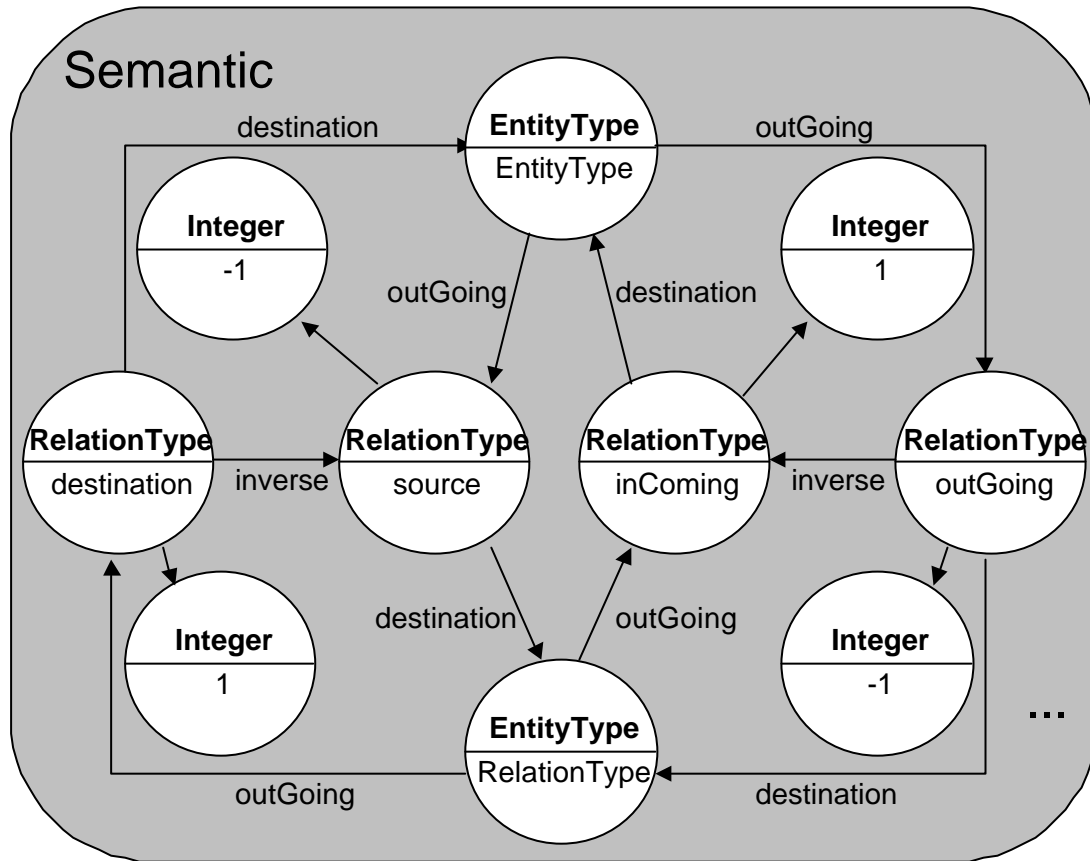 Semantic
destination
EntityType
EntityType
outGoing
Integer
-1
Integer
1
outGoing
destination
RelationType
destination
inverse
RelationType
source
RelationType
inComing
inverse
RelationType
outGoing
Integer
1
destination
outGoing
Integer
-1
EntityType
RelationType
...
outGoing
destination